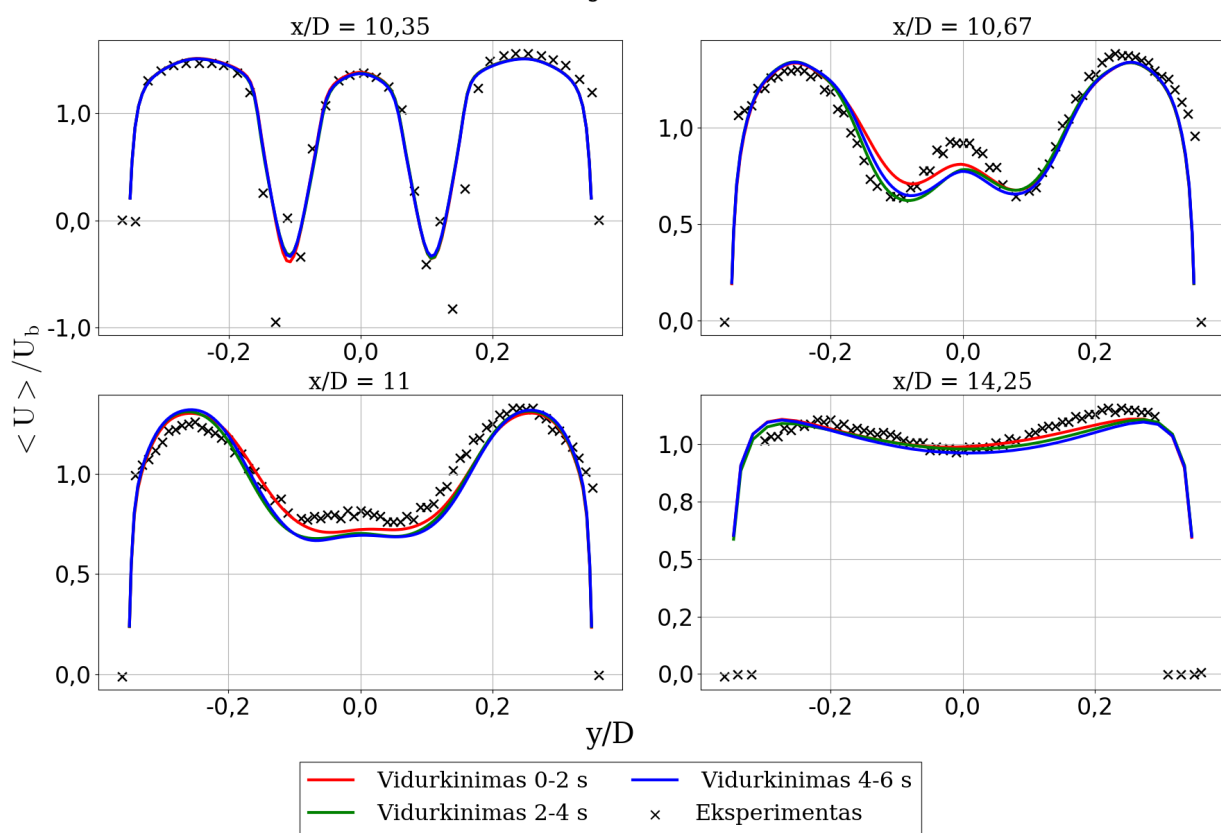 x/D = 10,35
x/D = 10,67
1,0
0,0
-1,0
-0,2
0,0
0,2
1,0
0,5
0,0
-0,2
0,0
0,2
< U > /U_b
x/D = 11
x/D = 14,25
1,0
0,5
0,0
-0,2
0,0
0,2
1,0
0,8
0,5
0,2
0,0
-0,2
0,0
0,2
y/D
Vidurkinimas 0-2 s
Vidurkinimas 4-6 s
Vidurkinimas 2-4 s
Eksperimentas